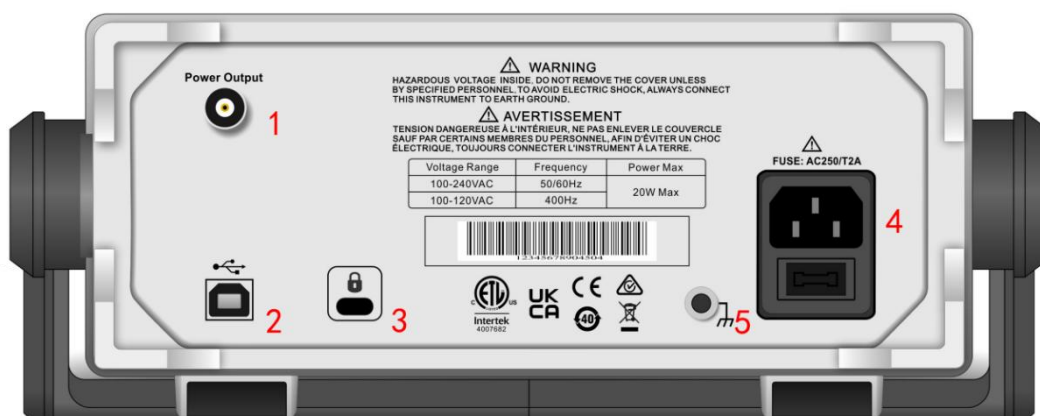 Power Output
1
WARNING
HAZARDOUS VOLTAGE INSIDE, DO NOT REMOVE THE COVER UNLESS
BY SPECIFIED PERSONNEL, TO AVOID ELECTRIC SHOCK, ALWAYS CONNECT
THIS INSTRUMENT TO EARTH GROUND.
AVERTISSEMENT
TENSION DANGEREUSE À L'INTÉRIEUR, NE PAS ENLEVER LE COUVERCLE
SAUF PAR CERTAINS MEMBRES DU PERSONNEL, AFIN D'ÉVITER UN CHOC
ÉLECTRIQUE, TOUJOURS CONNECTER L'INSTRUMENT À LA TERRE.
Voltage Range Frequency Power Max
100-240VAC 50/60Hz 20W Max
100-120VAC 400Hz
FUSE: AC250/T2A
4
12345678904504
2
3
C ETL US
Intertek
4007682
UK
CA
CE
40
5